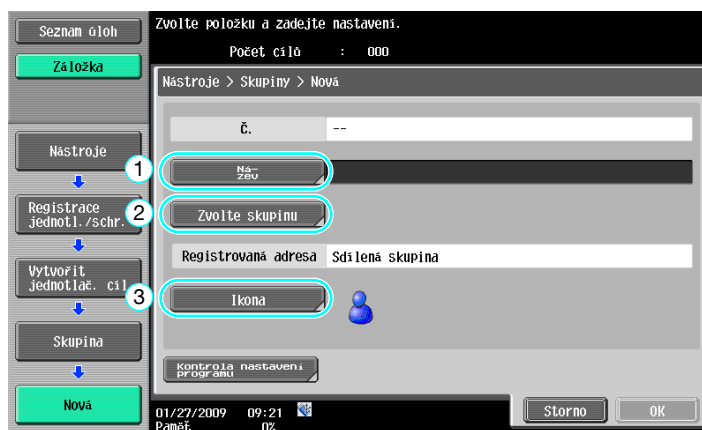 Seznam úloh
Záložka
Nástroje
Registrace
jednotl./schr.
Vytvořit
jednotlač. cíl
Skupina
Nová
Zvolte položku a zadejte nastavení.
Počet cílů : 000
Nástroje > Skupiny > Nová
Č. --
1 Ná-
zev
2 Zvolte skupinu
Registrovaná adresa Sdílená skupina
3 Ikona
Kontrola nastavení
programu
01/27/2009 09:21
Paměť 0%
Storno OK